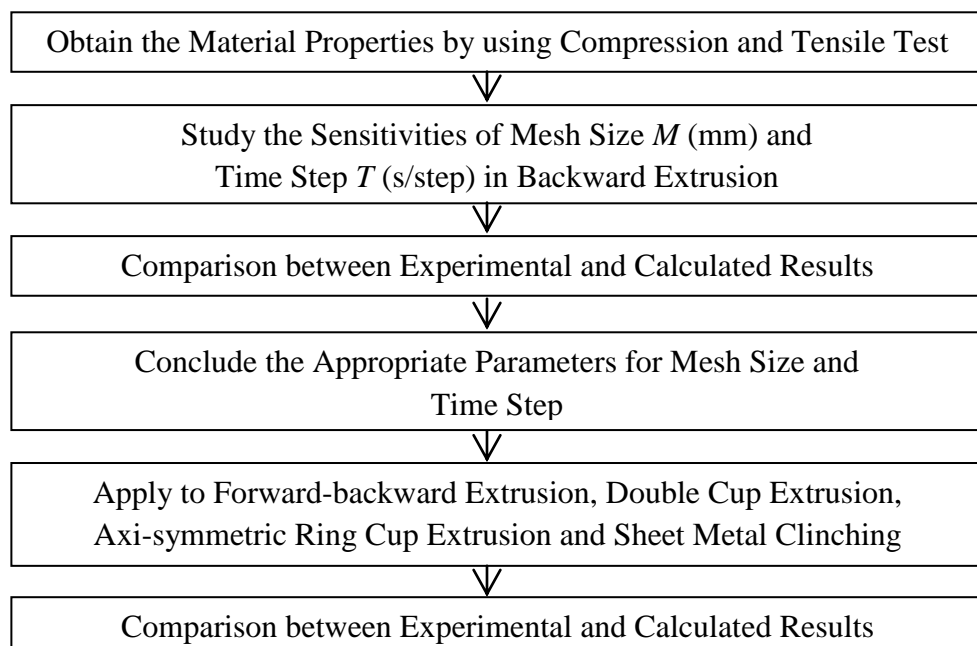 Obtain the Material Properties by using Compression and Tensile Test
Study the Sensitivities of Mesh Size M (mm) and
Time Step T (s/step) in Backward Extrusion
Comparison between Experimental and Calculated Results
Conclude the Appropriate Parameters for Mesh Size and
Time Step
Apply to Forward-backward Extrusion, Double Cup Extrusion,
Axi-symmetric Ring Cup Extrusion and Sheet Metal Clinching
Comparison between Experimental and Calculated Results